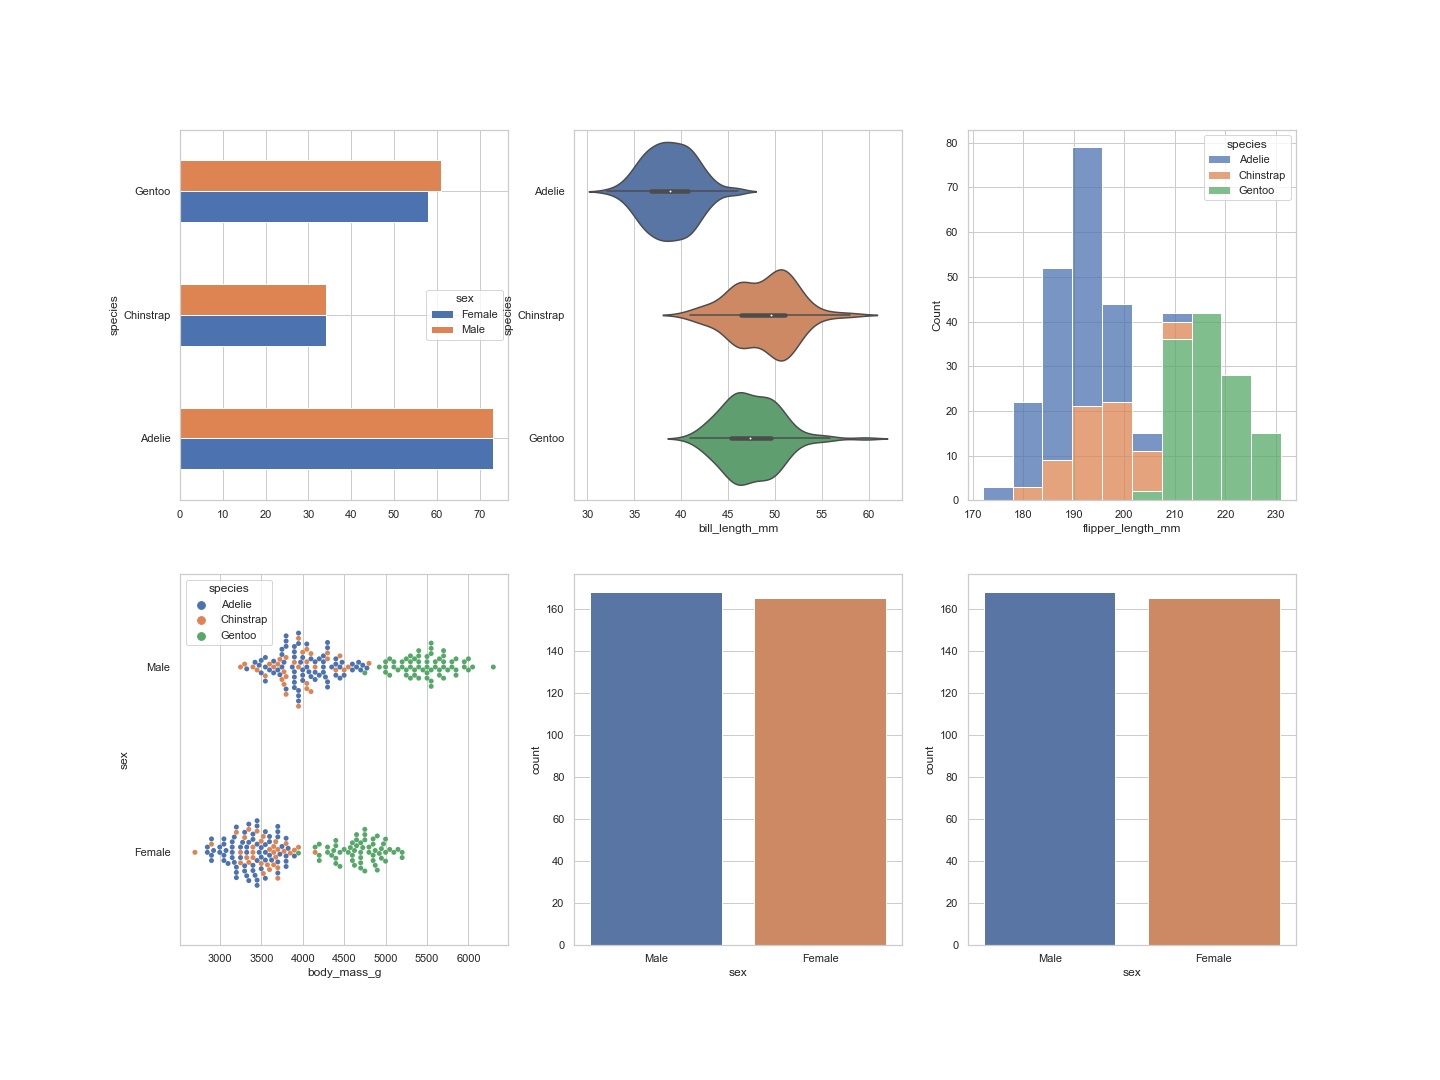 Gentoo
Chinstrap
Adelie
species
sex
Female
Male
0 10 20 30 40 50 60 70
Adelie
Chinstrap
Gentoo
species
30 35 40 45 50 55 60
bill_length_mm
80
70
60
50
40
30
20
10
0
Count
species
Adelie
Chinstrap
Gentoo
170 180 190 200 210 220 230
flipper_length_mm
species
Adelie
Chinstrap
Gentoo
Male
Female
sex
3000 3500 4000 4500 5000 5500 6000
body_mass_g
160
140
120
100
80
60
40
20
0
count
Male Female
sex
160
140
120
100
80
60
40
20
0
count
Male Female
sex